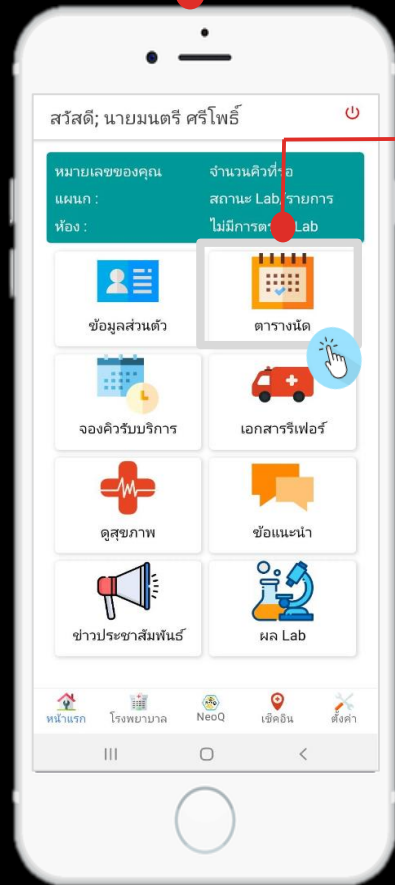 สวัสดี; นายมนตรี ศรีโพธิ์
หมายเลขของคุณ จำนวนคิวที่รอ
แผนก : สถานะ Lab/รายการ
ห้อง : ไม่มีการ Lab
ข้อมูลส่วนตัว ตารางนัด
จองคิวรับบริการ เอกสารรีเฟอร์
ดูสุขภาพ ข้อแนะนำ
ข่าวประชาสัมพันธ์ ผล Lab
หน้าแรก โรงพยาบาล NeoQ เช็คอิน ตั้งค่า